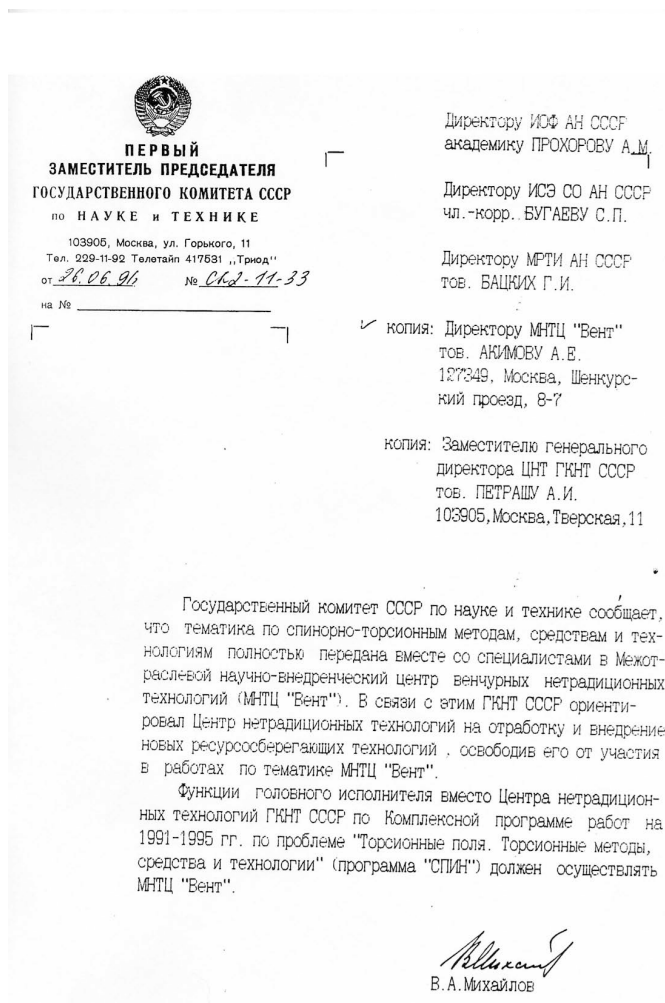 ПЕРВЫЙ
ЗАМЕСТИТЕЛЬ ПРЕДСЕДАТЕЛЯ
ГОСУДАРСТВЕННОГО КОМИТЕТА СССР
по НАУКЕ и ТЕХНИКЕ
103905, Москва, ул. Горького, 11
Тел. 229-11-92 Телетайп 417531 ,,Триод''
от 26.06.91г. № СК2-11-33
на №
Директору ИОФ АН СССР
академику ПРОХОРОВУ А.М.
Директору ИСЭ СО АН СССР
чл.-корр. БУГАЕВУ С.П.
Директору МРТИ АН СССР
тов. БАЦКИХ Г.И.
копия: Директору МНТЦ "Вент"
тов. АКИМОВУ А.Е.
127349, Москва, Шенкурс-
кий проезд, 8-7
копия: Заместителю генерального
директора ЦНТ ГКНТ СССР
тов. ПЕТРАШУ А.И.
103905,Москва,Тверская,11
Государственный комитет СССР по науке и технике сообщает,
что тематика по спинорно-торсионным методам, средствам и тех-
нологиям полностью передана вместе со специалистами в Межот-
раслевой научно-внедренческий центр венчурных нетрадиционных
технологий (МНТЦ "Вент"). В связи с этим ГКНТ СССР ориенти-
ровал Центр нетрадиционных технологий на отработку и внедрение
новых ресурсосберегающих технологий , освободив его от участия
в работах по тематике МНТЦ "Вент".
Функции головного исполнителя вместо Центра нетрадицион-
ных технологий ГКНТ СССР по Комплексной программе работ на
1991-1995 гг. по проблеме "Торсионные поля. Торсионные методы,
средства и технологии" (программа "СПИН") должен осуществлять
МНТЦ "Вент".
В.А.Михайлов